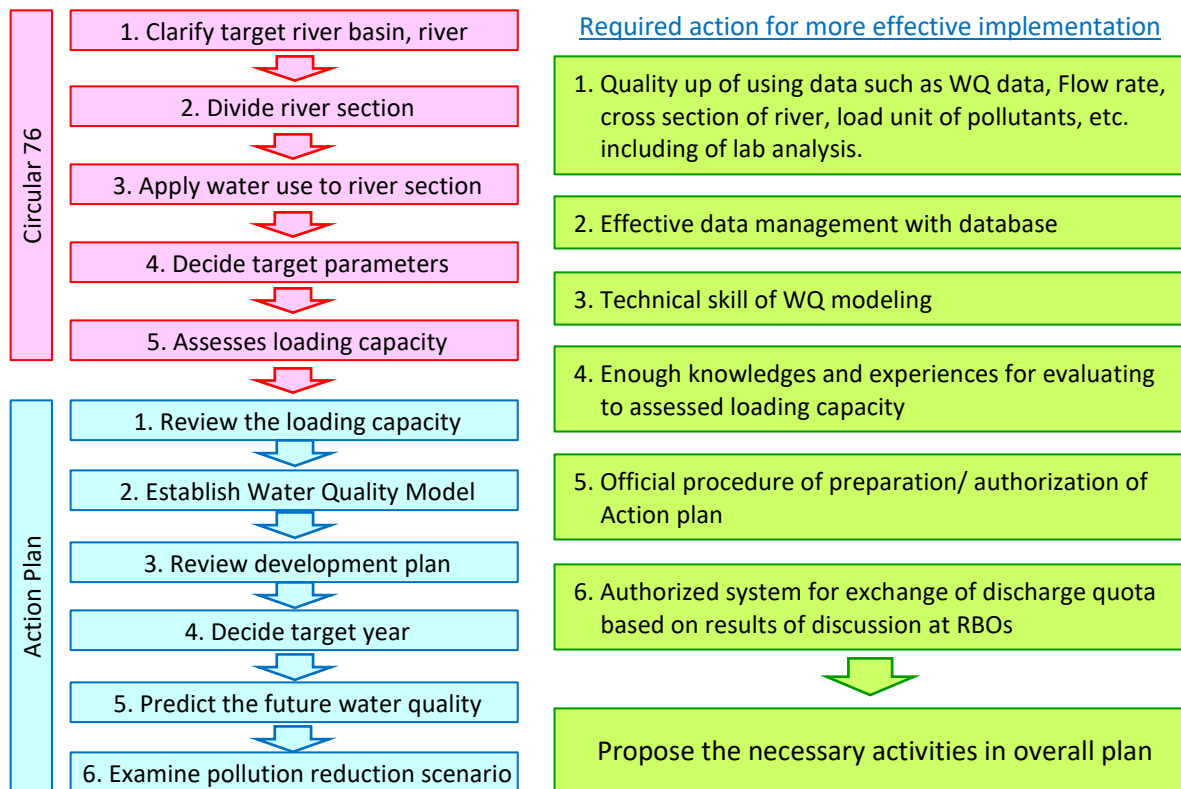 Circular 76
1. Clarify target river basin, river
2. Divide river section
3. Apply water use to river section
4. Decide target parameters
5. Assesses loading capacity
Action Plan
1. Review the loading capacity
2. Establish Water Quality Model
3. Review development plan
4. Decide target year
5. Predict the future water quality
6. Examine pollution reduction scenario
Required action for more effective implementation
1. Quality up of using data such as WQ data, Flow rate,
cross section of river, load unit of pollutants, etc.
including of lab analysis.
2. Effective data management with database
3. Technical skill of WQ modeling
4. Enough knowledges and experiences for evaluating
to assessed loading capacity
5. Official procedure of preparation/ authorization of
Action plan
6. Authorized system for exchange of discharge quota
based on results of discussion at RBOs
Propose the necessary activities in overall plan